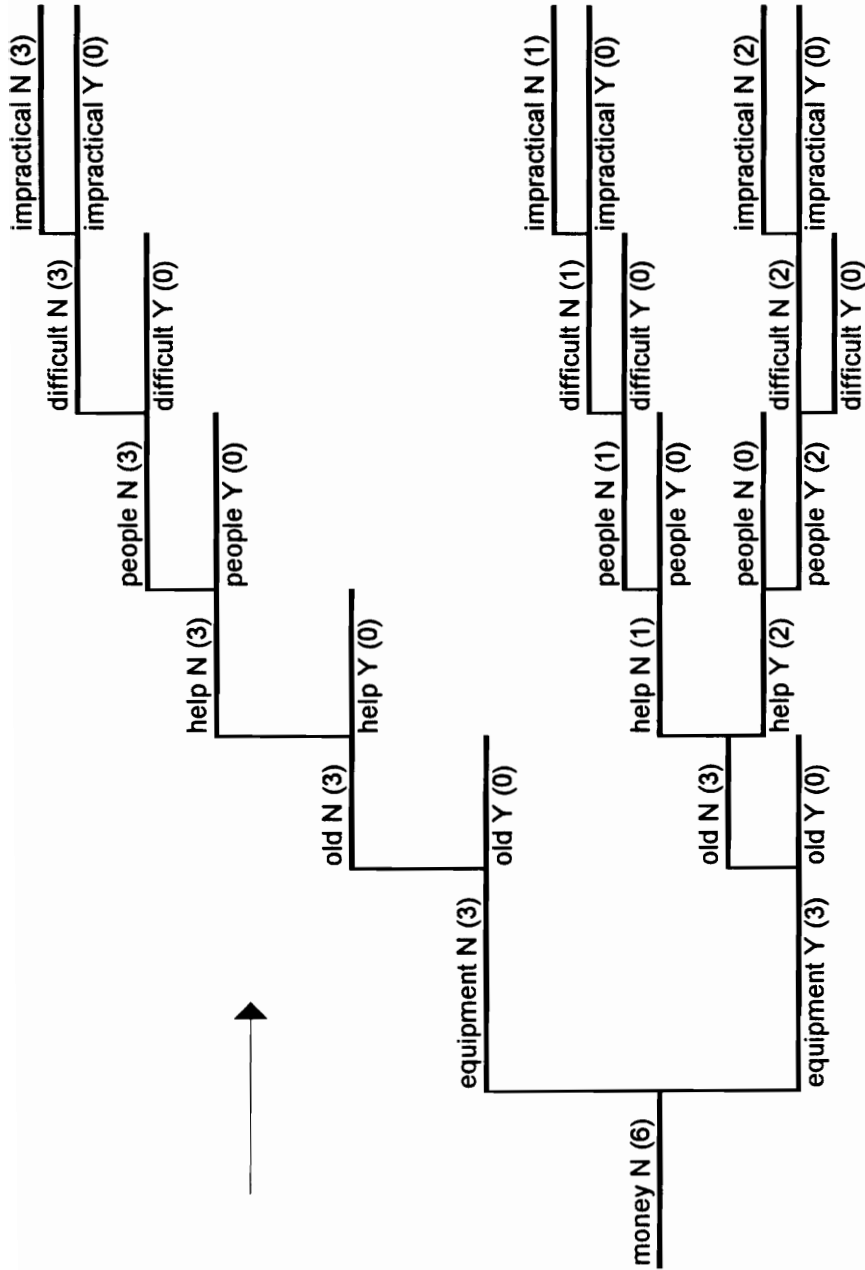 money N (6)
equipment N (3)
equipment Y (3)
old N (3)
old Y (0)
old N (3)
old Y (0)
help N (3)
help Y (0)
help N (1)
help Y (2)
people N (3)
people Y (0)
people N (1)
people Y (0)
people N (0)
people Y (2)
difficult N (3)
difficult Y (0)
difficult N (1)
difficult Y (0)
difficult N (2)
difficult Y (0)
impractical N (3)
impractical Y (0)
impractical N (1)
impractical Y (0)
impractical N (2)
impractical Y (0)